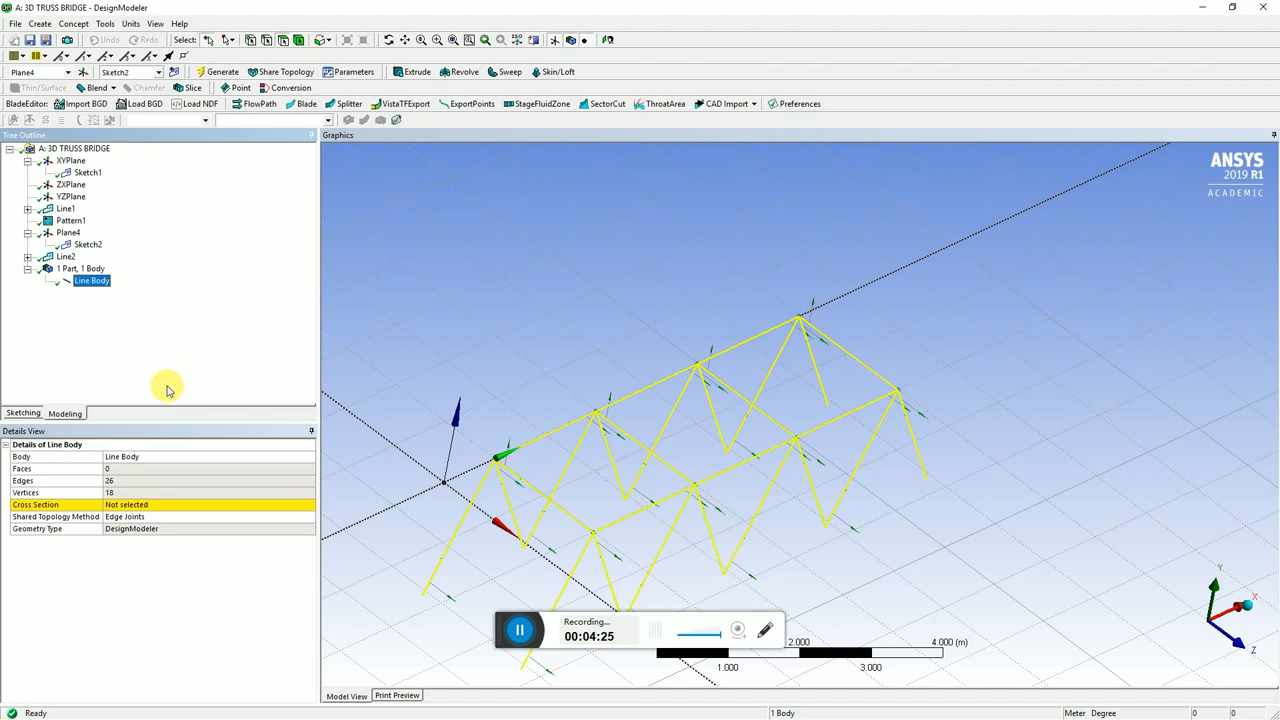 A: 3D TRUSS BRIDGE - DesignModeler
File Create Concept Tools Units View Help
Undo Redo Select:
Plane4 Sketch2 Generate Share Topology Parameters Extrude Revolve Sweep Skin/Loft
Thin/Surface Blend Chamfer Slice Point Conversion
BladeEditor: Import BGD Load BGD Load NDF FlowPath Blade Splitter VistaTFExport ExportPoints StageFluidZone SectorCut ThroatArea CAD Import Preferences
Tree Outline
Graphics
A: 3D TRUSS BRIDGE
XYPlane
Sketch1
ZXPlane
YZPlane
Line1
Pattern1
Plane4
Sketch2
Line2
1 Part, 1 Body
Line Body
ANSYS
2019 R1
ACADEMIC
Sketching Modeling
Details View
Details of Line Body
Body Line Body
Faces 0
Edges 26
Vertices 18
Cross Section Not selected
Shared Topology Method Edge Joints
Geometry Type DesignModeler
Recording...
00:04:25
2.000 4.000 (m)
1.000 3.000
Y
X
Z
Model View Print Preview
Ready 1 Body Meter Degree 0 0